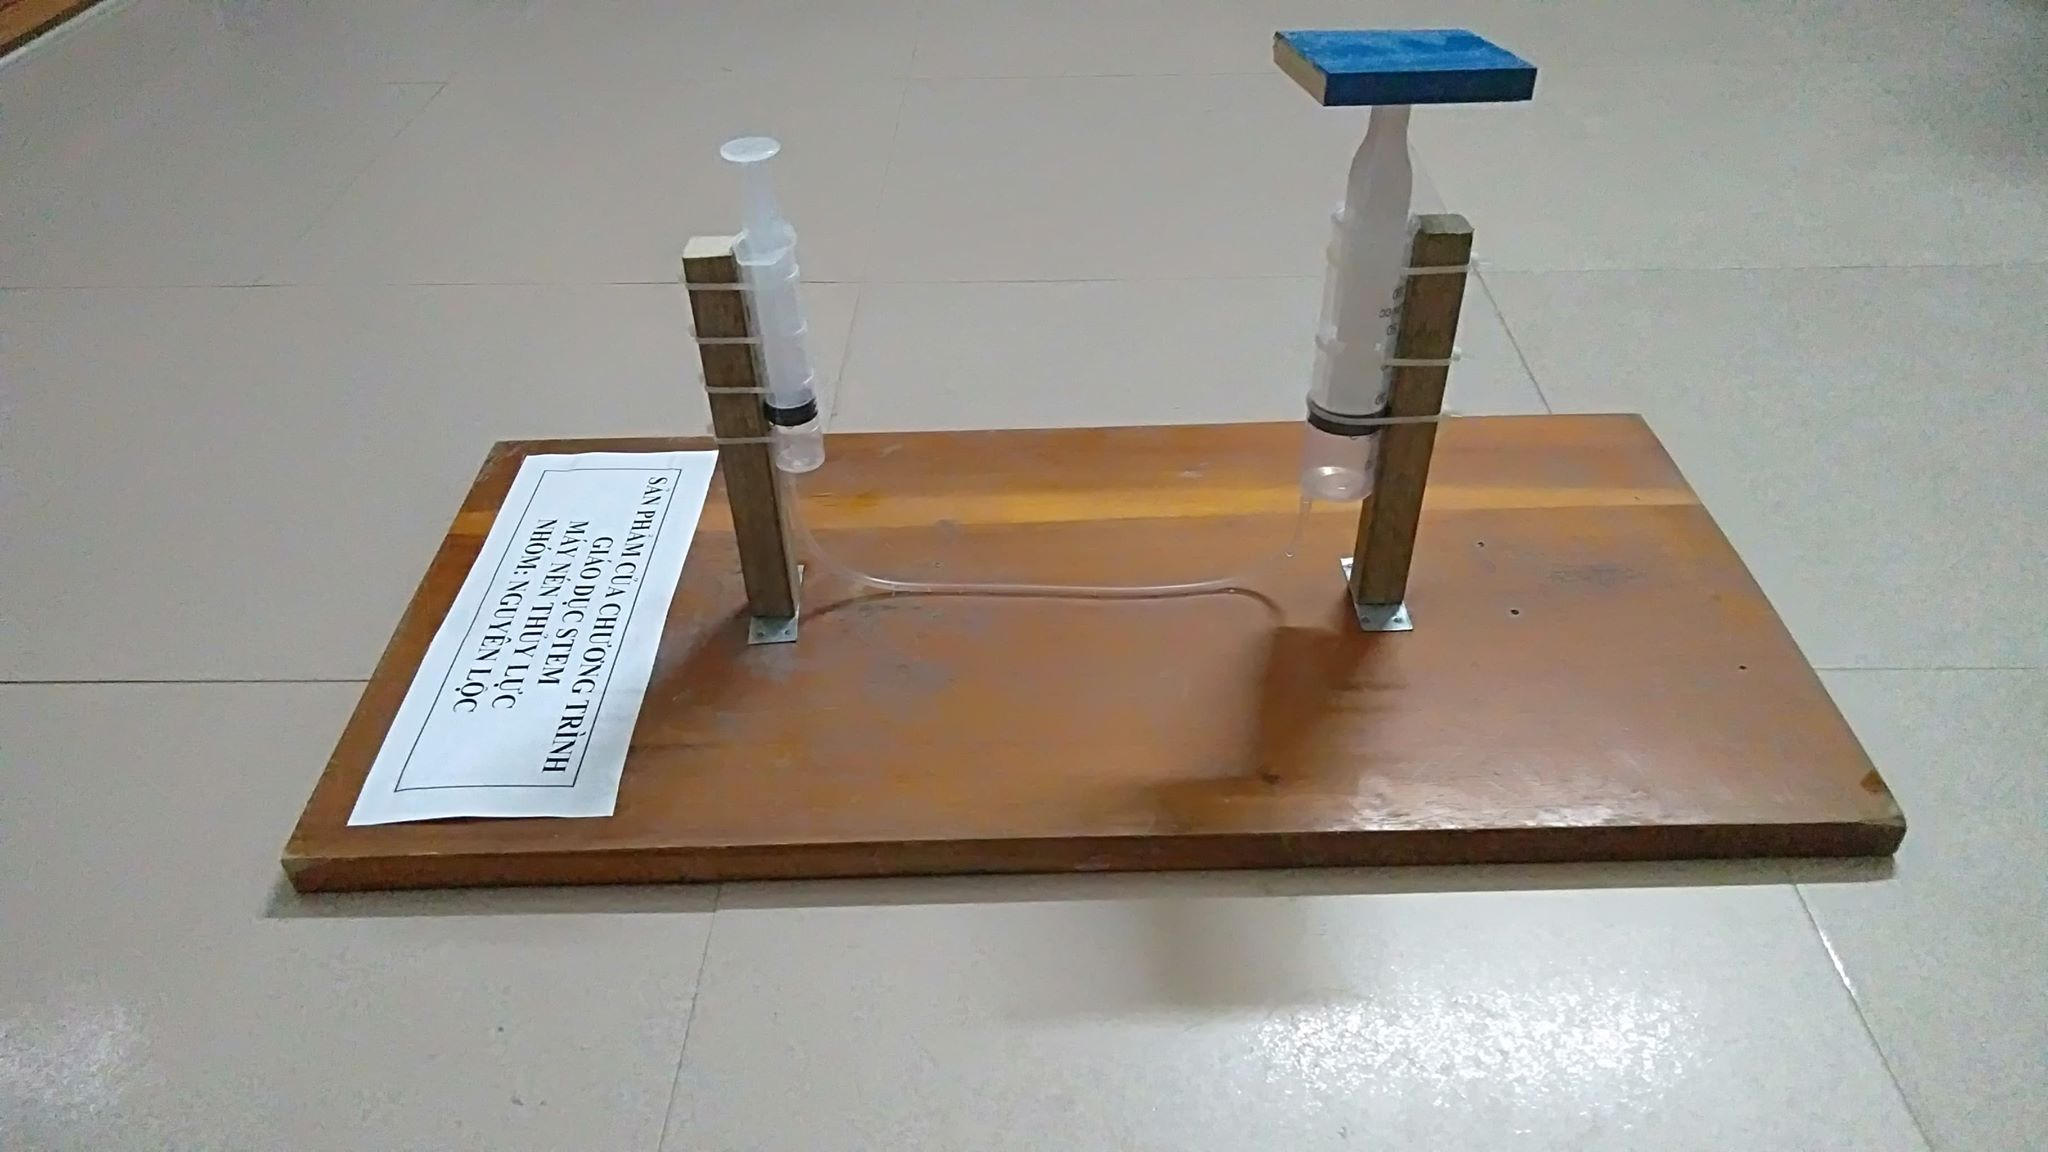 SẢN PHẨM CỦA CHƯƠNG TRÌNH
GIÁO DỤC STEM
MÁY NÉN THỦY LỰC
NHÓM: NGUYÊN LỘC